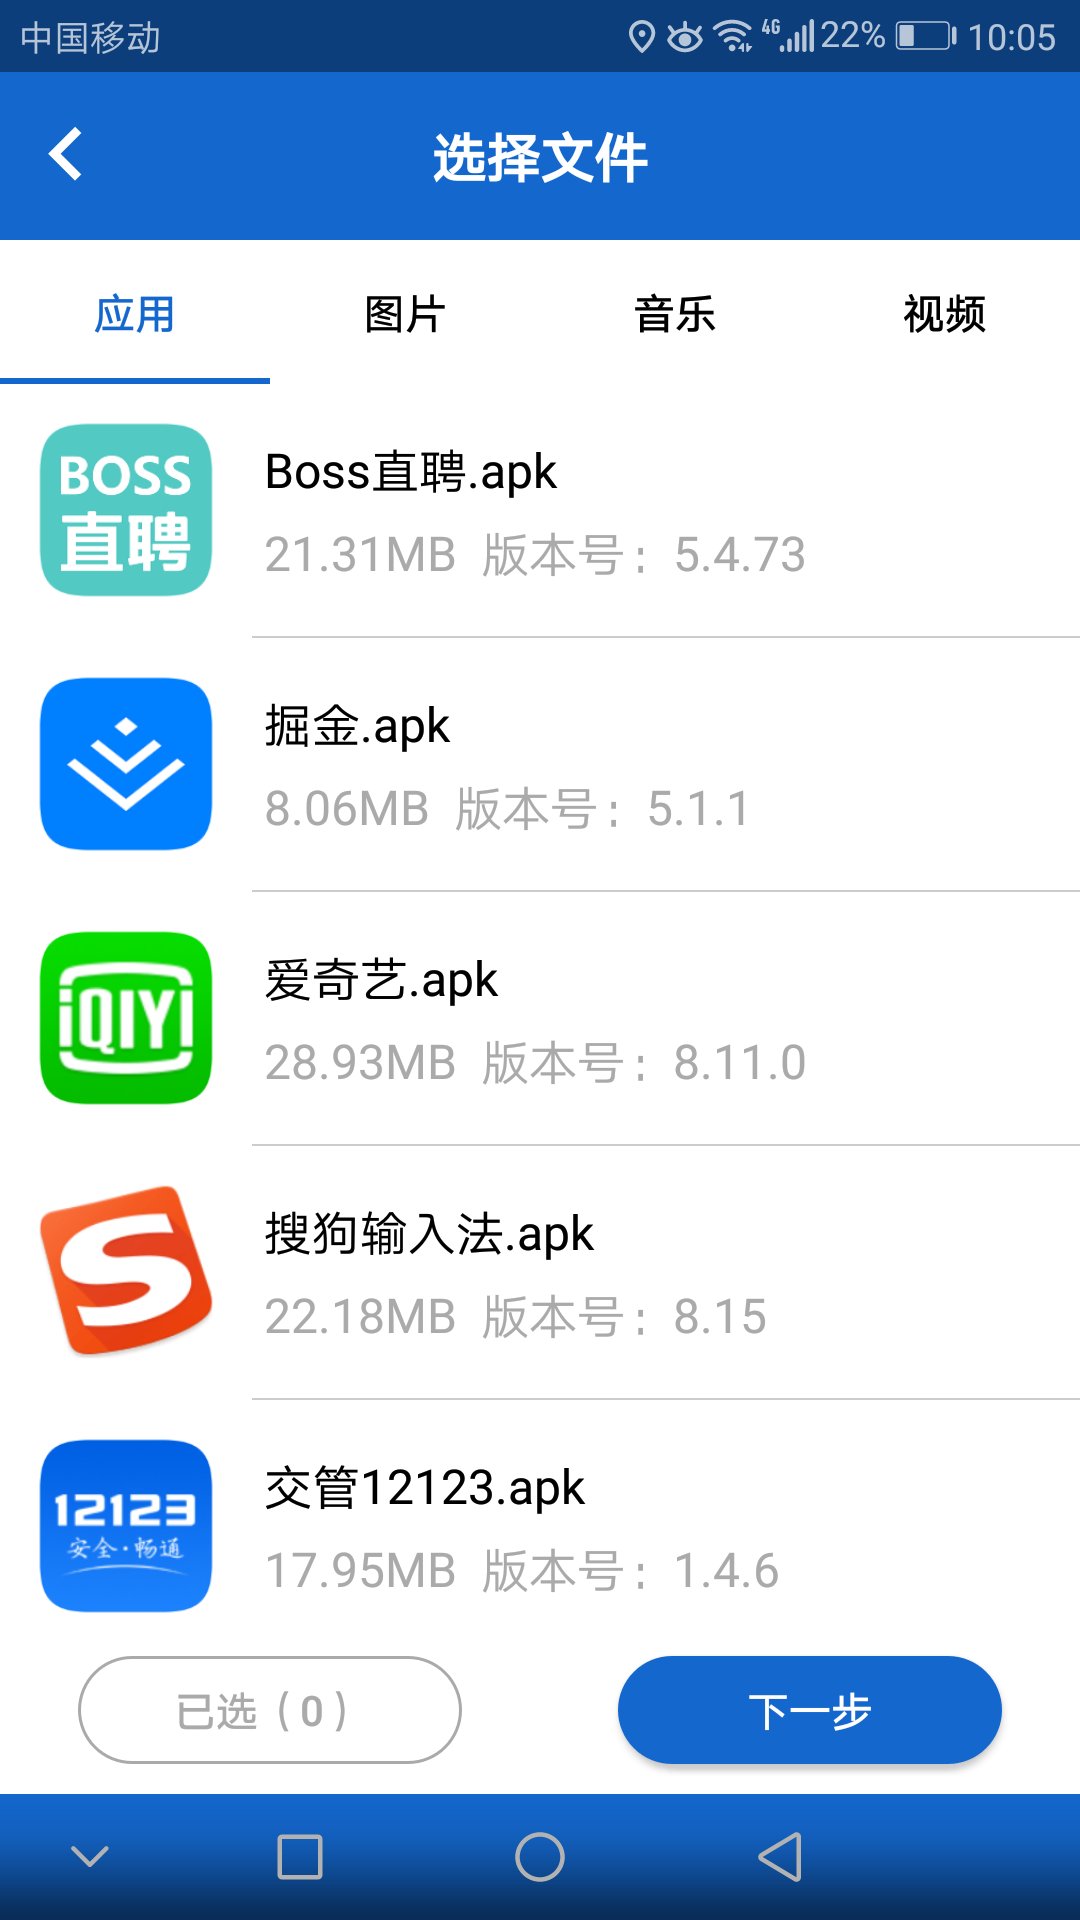 中国移动 4G 22% 10:05
选择文件
应用 图片 音乐 视频
BOSS
直聘
Boss直聘.apk
21.31MB 版本号：5.4.73
掘金.apk
8.06MB 版本号：5.1.1
iQIYI
爱奇艺.apk
28.93MB 版本号：8.11.0
S
搜狗输入法.apk
22.18MB 版本号：8.15
12123
安全·畅通
交管12123.apk
17.95MB 版本号：1.4.6
已选（0） 下一步